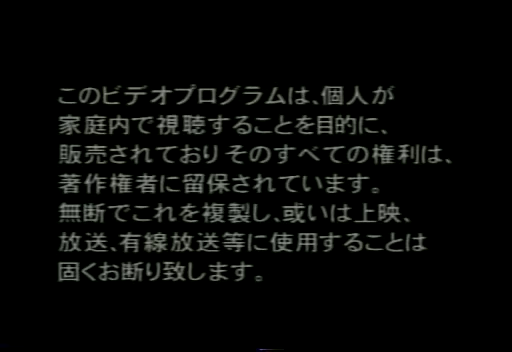 このビデオプログラムは、個人が
家庭内で視聴することを目的に、
販売されておりそのすべての権利は、
著作権者に留保されています。
無断でこれを複製し、或いは上映、
放送、有線放送等に使用することは
固くお断り致します。